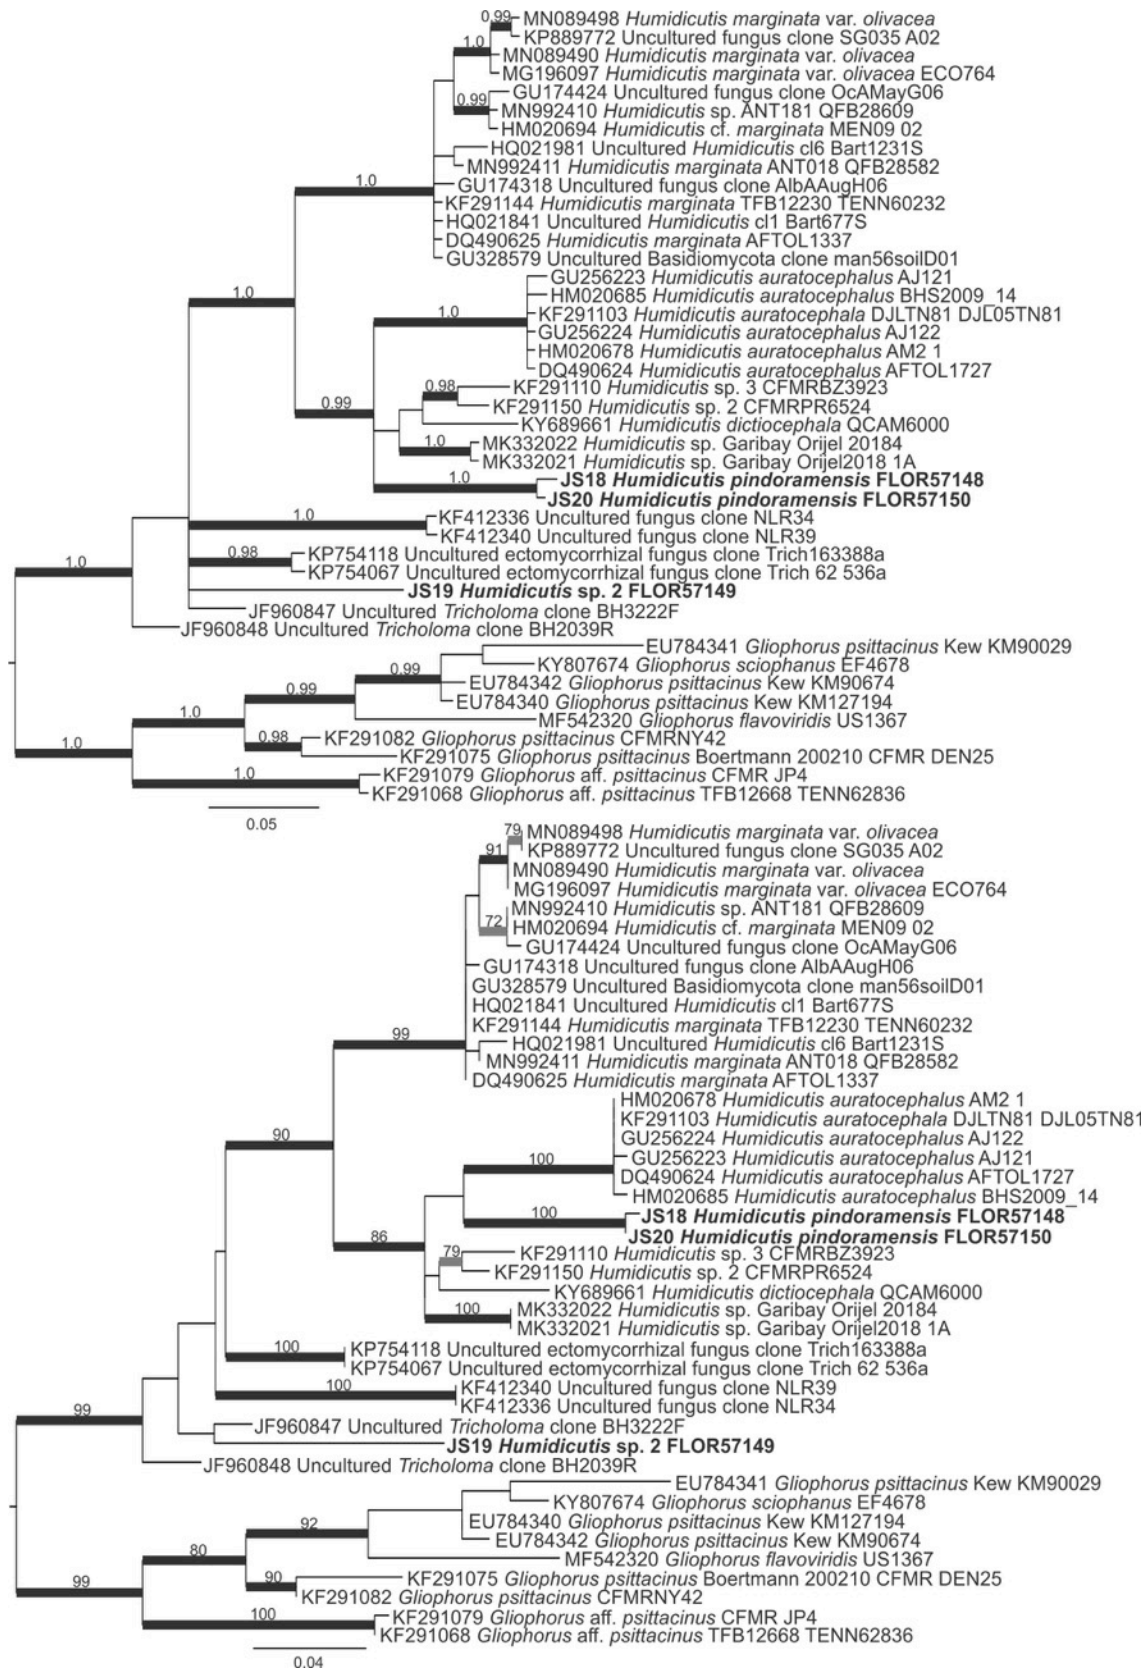 0.99
MN089498 Humidicutis marginata var. olivacea
KP889772 Uncultured fungus clone SG035 A02
1.0
MN089490 Humidicutis marginata var. olivacea
MG196097 Humidicutis marginata var. olivacea ECO764
GU174424 Uncultured fungus clone OcAMayG06
0.99
MN992410 Humidicutis sp. ANT181 QFB28609
HM020694 Humidicutis cf. marginata MEN09 02
HQ021981 Uncultured Humidicutis cl6 Bart1231S
MN992411 Humidicutis marginata ANT018 QFB28582
1.0
GU174318 Uncultured fungus clone AlbAAugH06
KF291144 Humidicutis marginata TFB12230 TENN60232
HQ021841 Uncultured Humidicutis cl1 Bart677S
DQ490625 Humidicutis marginata AFTOL1337
GU328579 Uncultured Basidiomycota clone man56soilD01
GU256223 Humidicutis auratocephalus AJ121
1.0
HM020685 Humidicutis auratocephalus BHS2009_14
1.0
KF291103 Humidicutis auratocephala DJLTN81 DJL05TN81
GU256224 Humidicutis auratocephalus AJ122
HM020678 Humidicutis auratocephalus AM2 1
DQ490624 Humidicutis auratocephalus AFTOL1727
0.98
KF291110 Humidicutis sp. 3 CFMRBZ3923
0.99
KF291150 Humidicutis sp. 2 CFMRPR6524
KY689661 Humidicutis dictiocephala QCAM6000
1.0
MK332022 Humidicutis sp. Garibay Orijel 20184
MK332021 Humidicutis sp. Garibay Orijel2018 1A
1.0
JS18 Humidicutis pindoramensis FLOR57148
JS20 Humidicutis pindoramensis FLOR57150
1.0
KF412336 Uncultured fungus clone NLR34
KF412340 Uncultured fungus clone NLR39
0.98
KP754118 Uncultured ectomycorrhizal fungus clone Trich163388a
1.0
KP754067 Uncultured ectomycorrhizal fungus clone Trich 62 536a
JS19 Humidicutis sp. 2 FLOR57149
JF960847 Uncultured Tricholoma clone BH3222F
JF960848 Uncultured Tricholoma clone BH2039R
EU784341 Gliophorus psittacinus Kew KM90029
0.99
KY807674 Gliophorus sciophanus EF4678
0.99
EU784342 Gliophorus psittacinus Kew KM90674
EU784340 Gliophorus psittacinus Kew KM127194
1.0
MF542320 Gliophorus flavoviridis US1367
0.98
KF291082 Gliophorus psittacinus CFMRNY42
1.0
KF291075 Gliophorus psittacinus Boertmann 200210 CFMR DEN25
1.0
KF291079 Gliophorus aff. psittacinus CFMR JP4
KF291068 Gliophorus aff. psittacinus TFB12668 TENN62836
0.05
79
MN089498 Humidicutis marginata var. olivacea
91
KP889772 Uncultured fungus clone SG035 A02
MN089490 Humidicutis marginata var. olivacea
MG196097 Humidicutis marginata var. olivacea ECO764
MN992410 Humidicutis sp. ANT181 QFB28609
72
HM020694 Humidicutis cf. marginata MEN09 02
GU174424 Uncultured fungus clone OcAMayG06
GU174318 Uncultured fungus clone AlbAAugH06
GU328579 Uncultured Basidiomycota clone man56soilD01
HQ021841 Uncultured Humidicutis cl1 Bart677S
KF291144 Humidicutis marginata TFB12230 TENN60232
99
HQ021981 Uncultured Humidicutis cl6 Bart1231S
MN992411 Humidicutis marginata ANT018 QFB28582
DQ490625 Humidicutis marginata AFTOL1337
HM020678 Humidicutis auratocephalus AM2 1
KF291103 Humidicutis auratocephala DJLTN81 DJL05TN81
90
GU256224 Humidicutis auratocephalus AJ122
100
GU256223 Humidicutis auratocephalus AJ121
DQ490624 Humidicutis auratocephalus AFTOL1727
HM020685 Humidicutis auratocephalus BHS2009_14
100
JS18 Humidicutis pindoramensis FLOR57148
JS20 Humidicutis pindoramensis FLOR57150
86
79
KF291110 Humidicutis sp. 3 CFMRBZ3923
KF291150 Humidicutis sp. 2 CFMRPR6524
KY689661 Humidicutis dictiocephala QCAM6000
100
MK332022 Humidicutis sp. Garibay Orijel 20184
MK332021 Humidicutis sp. Garibay Orijel2018 1A
100
KP754118 Uncultured ectomycorrhizal fungus clone Trich163388a
KP754067 Uncultured ectomycorrhizal fungus clone Trich 62 536a
100
KF412340 Uncultured fungus clone NLR39
KF412336 Uncultured fungus clone NLR34
99
JF960847 Uncultured Tricholoma clone BH3222F
JS19 Humidicutis sp. 2 FLOR57149
JF960848 Uncultured Tricholoma clone BH2039R
EU784341 Gliophorus psittacinus Kew KM90029
KY807674 Gliophorus sciophanus EF4678
92
EU784340 Gliophorus psittacinus Kew KM127194
EU784342 Gliophorus psittacinus Kew KM90674
80
MF542320 Gliophorus flavoviridis US1367
90
KF291075 Gliophorus psittacinus Boertmann 200210 CFMR DEN25
99
KF291082 Gliophorus psittacinus CFMRNY42
100
KF291079 Gliophorus aff. psittacinus CFMR JP4
KF291068 Gliophorus aff. psittacinus TFB12668 TENN62836
0.04